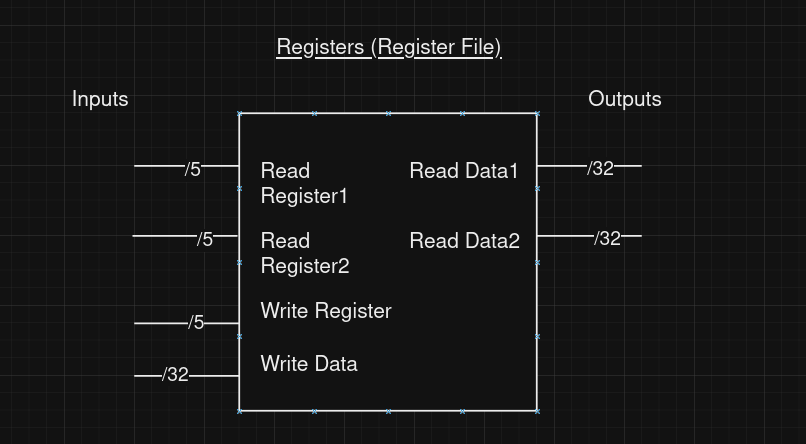 Registers (Register File)
Inputs
Outputs
/5
Read
Register1
Read Data1
/32
/5
Read
Register2
Read Data2
/32
/5
Write Register
/32
Write Data